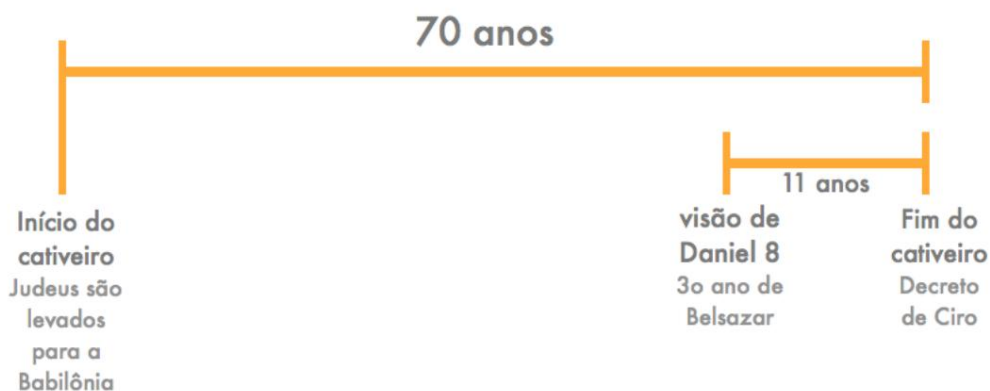 70 anos
11 anos
Início do
cativeiro
Judeus são
levados
para a
Babilônia
visão de
Daniel 8
3o ano de
Belsazar
Fim do
cativeiro
Decreto
de Ciro